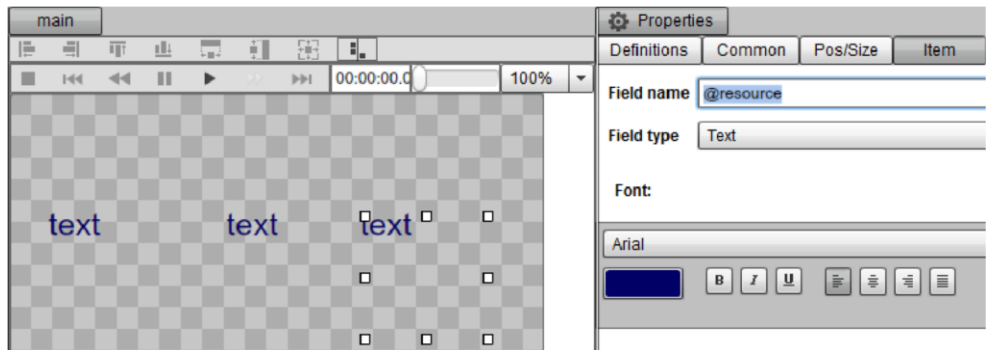 main
Properties
Definitions Common Pos/Size Item
00:00:00.0 100%
Field name @resource
Field type Text
text text text
Font:
Arial
B I U